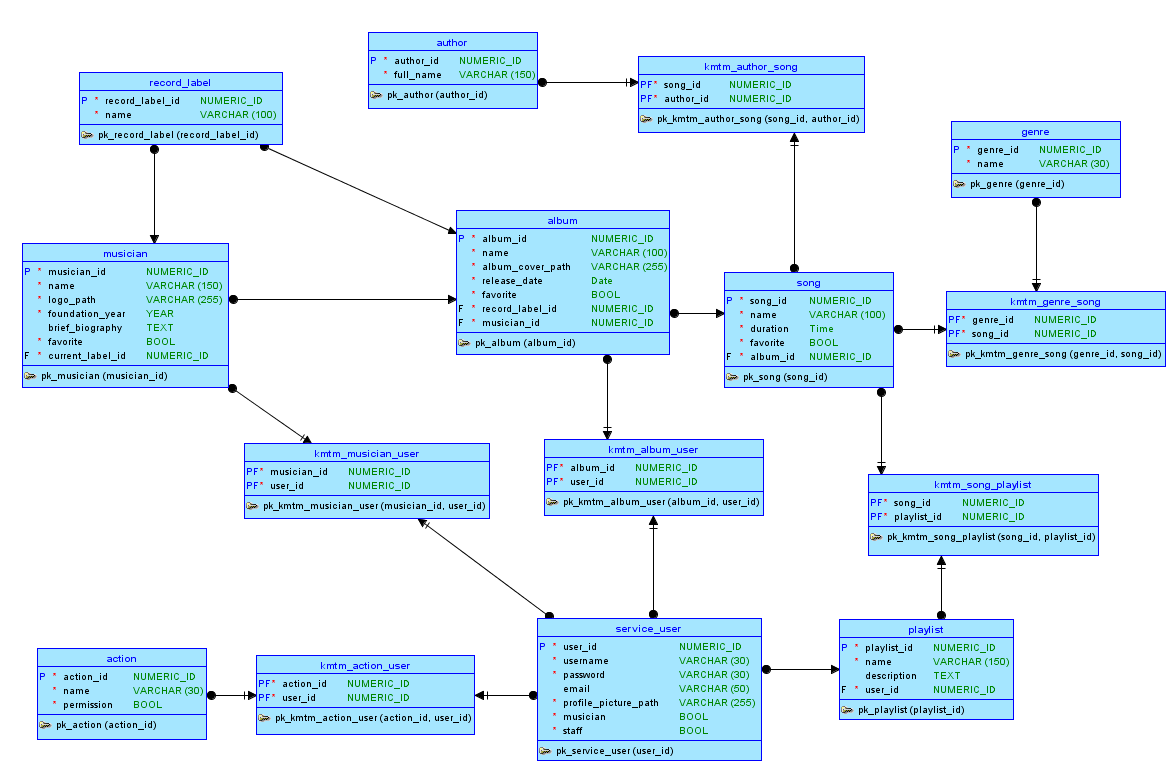 author
P * author_id NUMERIC_ID
* full_name VARCHAR (150)
pk_author (author_id)
kmtm_author_song
PF* song_id NUMERIC_ID
PF* author_id NUMERIC_ID
pk_kmtm_author_song (song_id, author_id)
record_label
P * record_label_id NUMERIC_ID
* name VARCHAR (100)
pk_record_label (record_label_id)
genre
P * genre_id NUMERIC_ID
* name VARCHAR (30)
pk_genre (genre_id)
musician
P * musician_id NUMERIC_ID
* name VARCHAR (150)
* logo_path VARCHAR (255)
* foundation_year YEAR
brief_biography TEXT
* favorite BOOL
F * current_label_id NUMERIC_ID
pk_musician (musician_id)
album
P * album_id NUMERIC_ID
* name VARCHAR (100)
* album_cover_path VARCHAR (255)
* release_date Date
* favorite BOOL
F * record_label_id NUMERIC_ID
F * musician_id NUMERIC_ID
pk_album (album_id)
song
P * song_id NUMERIC_ID
* name VARCHAR (100)
* duration Time
* favorite BOOL
F * album_id NUMERIC_ID
pk_song (song_id)
kmtm_genre_song
PF* genre_id NUMERIC_ID
PF* song_id NUMERIC_ID
pk_kmtm_genre_song (genre_id, song_id)
kmtm_musician_user
PF* musician_id NUMERIC_ID
PF* user_id NUMERIC_ID
pk_kmtm_musician_user (musician_id, user_id)
kmtm_album_user
PF* album_id NUMERIC_ID
PF* user_id NUMERIC_ID
pk_kmtm_album_user (album_id, user_id)
kmtm_song_playlist
PF* song_id NUMERIC_ID
PF* playlist_id NUMERIC_ID
pk_kmtm_song_playlist (song_id, playlist_id)
action
P * action_id NUMERIC_ID
* name VARCHAR (30)
* permission BOOL
pk_action (action_id)
kmtm_action_user
PF* action_id NUMERIC_ID
PF* user_id NUMERIC_ID
pk_kmtm_action_user (action_id, user_id)
service_user
P * user_id NUMERIC_ID
* username VARCHAR (30)
* password VARCHAR (30)
email VARCHAR (50)
* profile_picture_path VARCHAR (255)
* musician BOOL
* staff BOOL
pk_service_user (user_id)
playlist
P * playlist_id NUMERIC_ID
* name VARCHAR (150)
description TEXT
F * user_id NUMERIC_ID
pk_playlist (playlist_id)